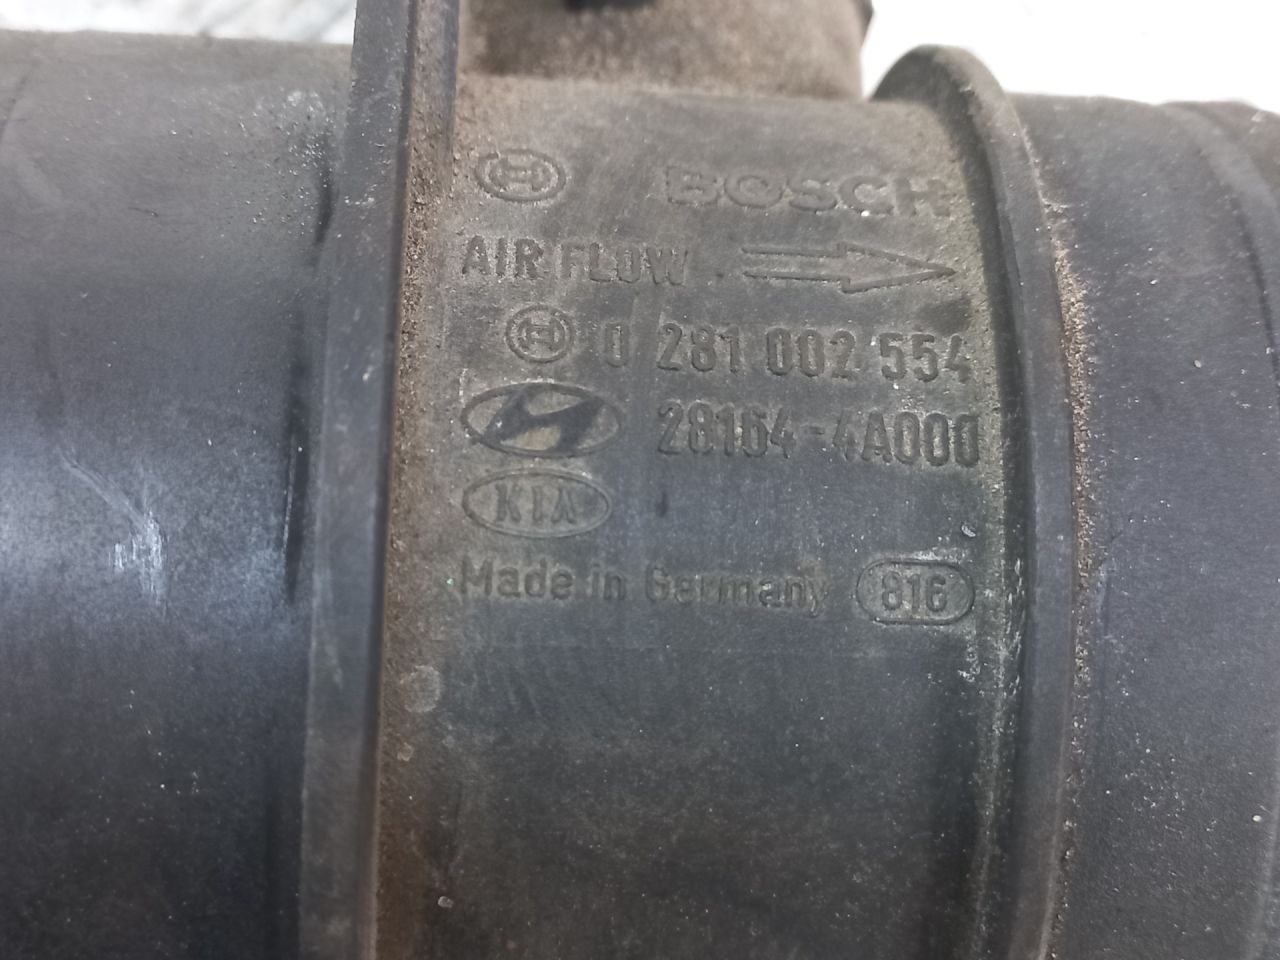 BOSCH
AIR FLOW
0 281 002 554
28164-4A000
KIA
Made in Germany 816